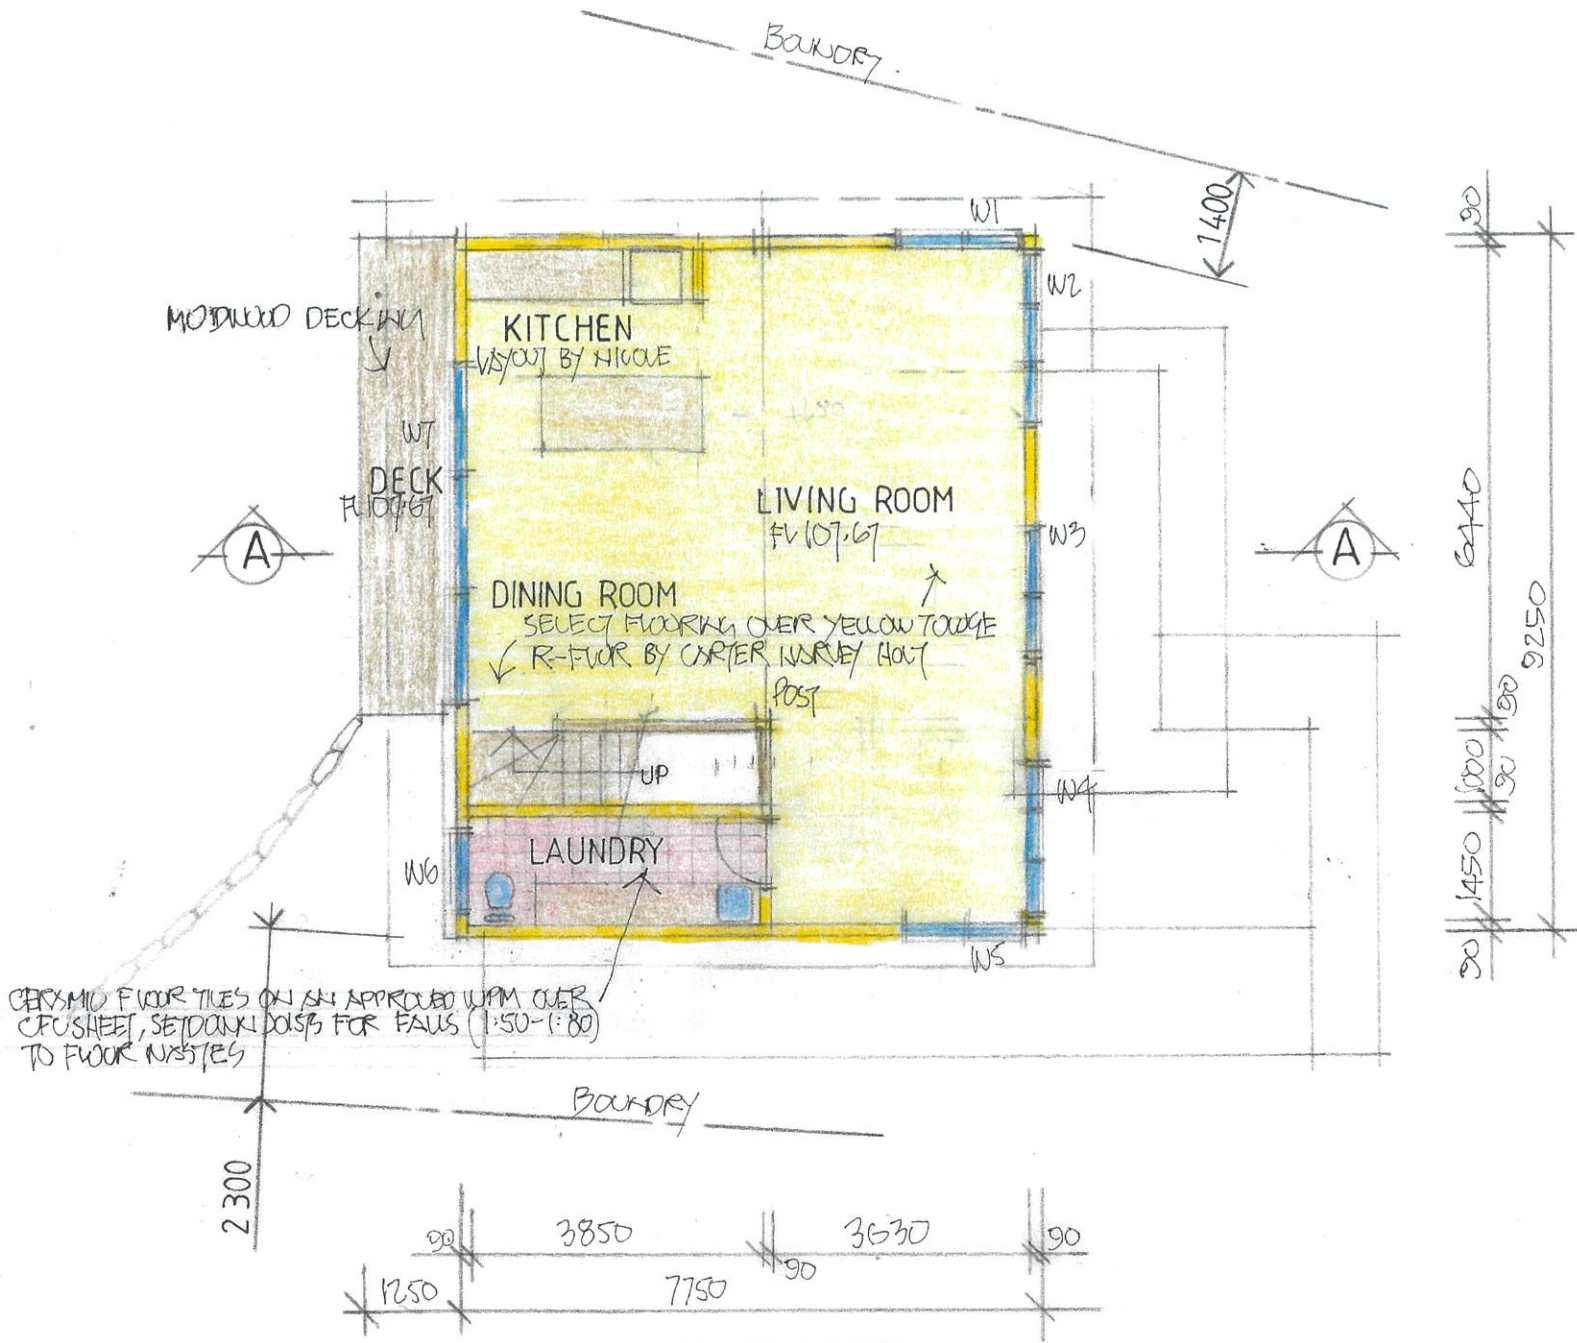 BOUNDRY.
1400
90
W1
W2
MODWOOD DECKING
KITCHEN
LAYOUT BY NICOLE
W7
DECK
FL 107.67
LIVING ROOM
FL 107.67
W3
A
A
6440
9250
DINING ROOM
SELECT FLOORING OVER YELLOW TOUNGE
R-FLOR BY CARTER HARVEY HOLT
POST
90
UP
W4
1000
90
LAUNDRY
W6
1450
W5
90
CERAMIC FLOOR TILES ON AN APPROVED WPM OVER
CFC SHEET, SETDOWN JOISTS FOR FALLS (1:50-1:80)
TO FLOOR WASTES
BOUNDRY
2300
90
3850
3630
90
90
1250
7750